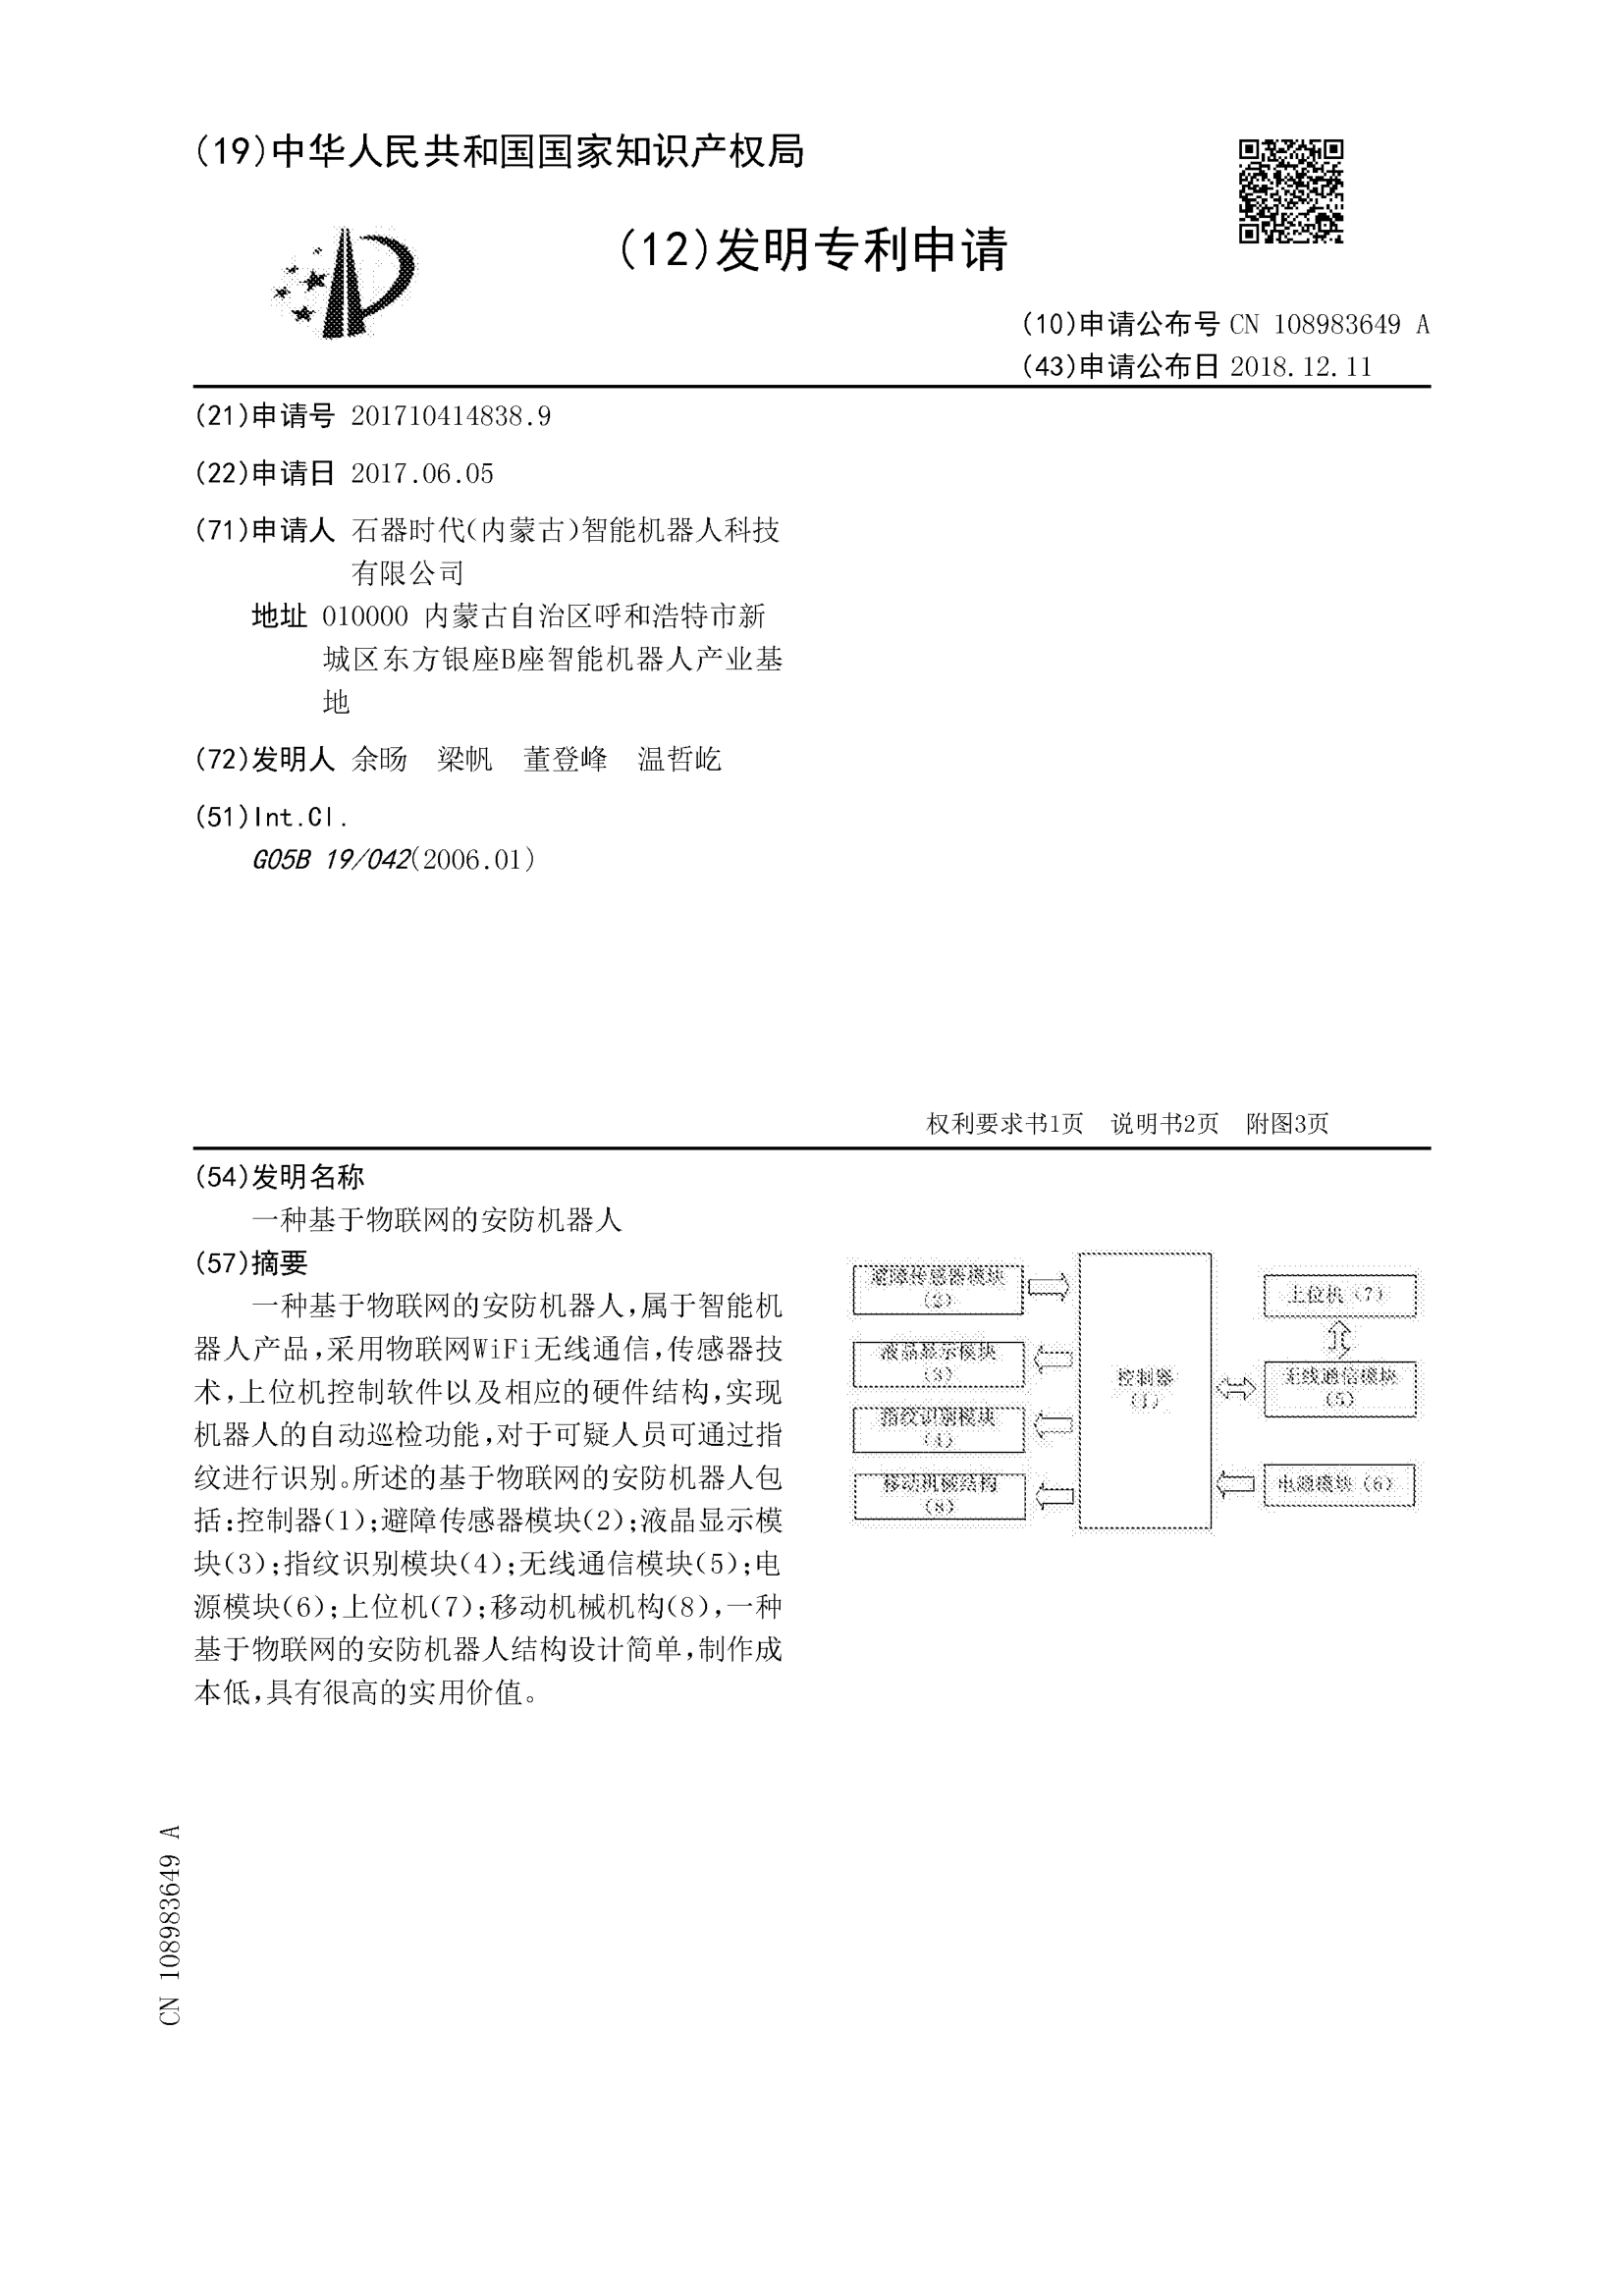 (19)中华人民共和国国家知识产权局
(12)发明专利申请
(10)申请公布号 CN 108983649 A
(43)申请公布日 2018.12.11
(21)申请号 201710414838.9
(22)申请日 2017.06.05
(71)申请人 石器时代(内蒙古)智能机器人科技
有限公司
地址 010000 内蒙古自治区呼和浩特市新
城区东方银座B座智能机器人产业基
地
(72)发明人 余旸 梁帆 董登峰 温哲屹
(51)Int.Cl.
G05B 19/042(2006.01)
权利要求书1页 说明书2页 附图3页
(54)发明名称
一种基于物联网的安防机器人
(57)摘要
一种基于物联网的安防机器人,属于智能机
器人产品,采用物联网WiFi无线通信,传感器技
术,上位机控制软件以及相应的硬件结构,实现
机器人的自动巡检功能,对于可疑人员可通过指
纹进行识别。所述的基于物联网的安防机器人包
括:控制器(1);避障传感器模块(2);液晶显示模
块(3);指纹识别模块(4);无线通信模块(5);电
源模块(6);上位机(7);移动机械机构(8),一种
基于物联网的安防机器人结构设计简单,制作成
本低,具有很高的实用价值。
避障传感器模块
(2)
液晶显示模块
(3)
指纹识别模块
(4)
移动机械结构
(8)
控制器
(1)
上位机(7)
无线通信模块
(5)
电源模块(6)
CN 108983649 A